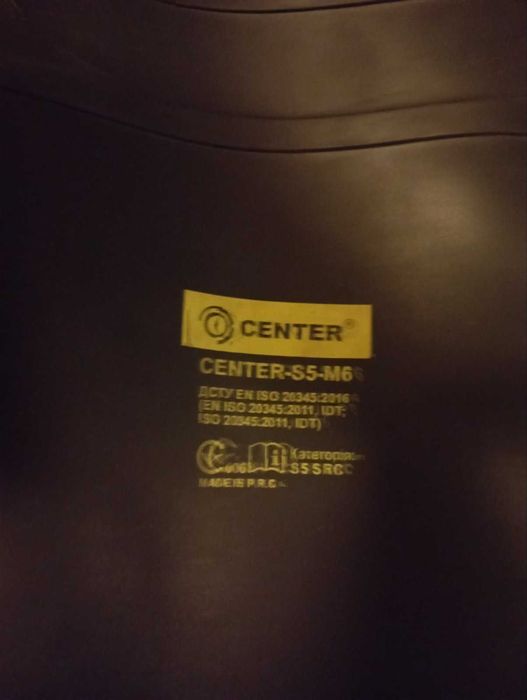 CENTER®
CENTER-S5-M6
ДСТУ EN ISO 20345:2016
(EN ISO 20345:2011, IDT;
ISO 20345:2011, IDT)
Категорія:
S5 SRC
MADE IN P.R.C.